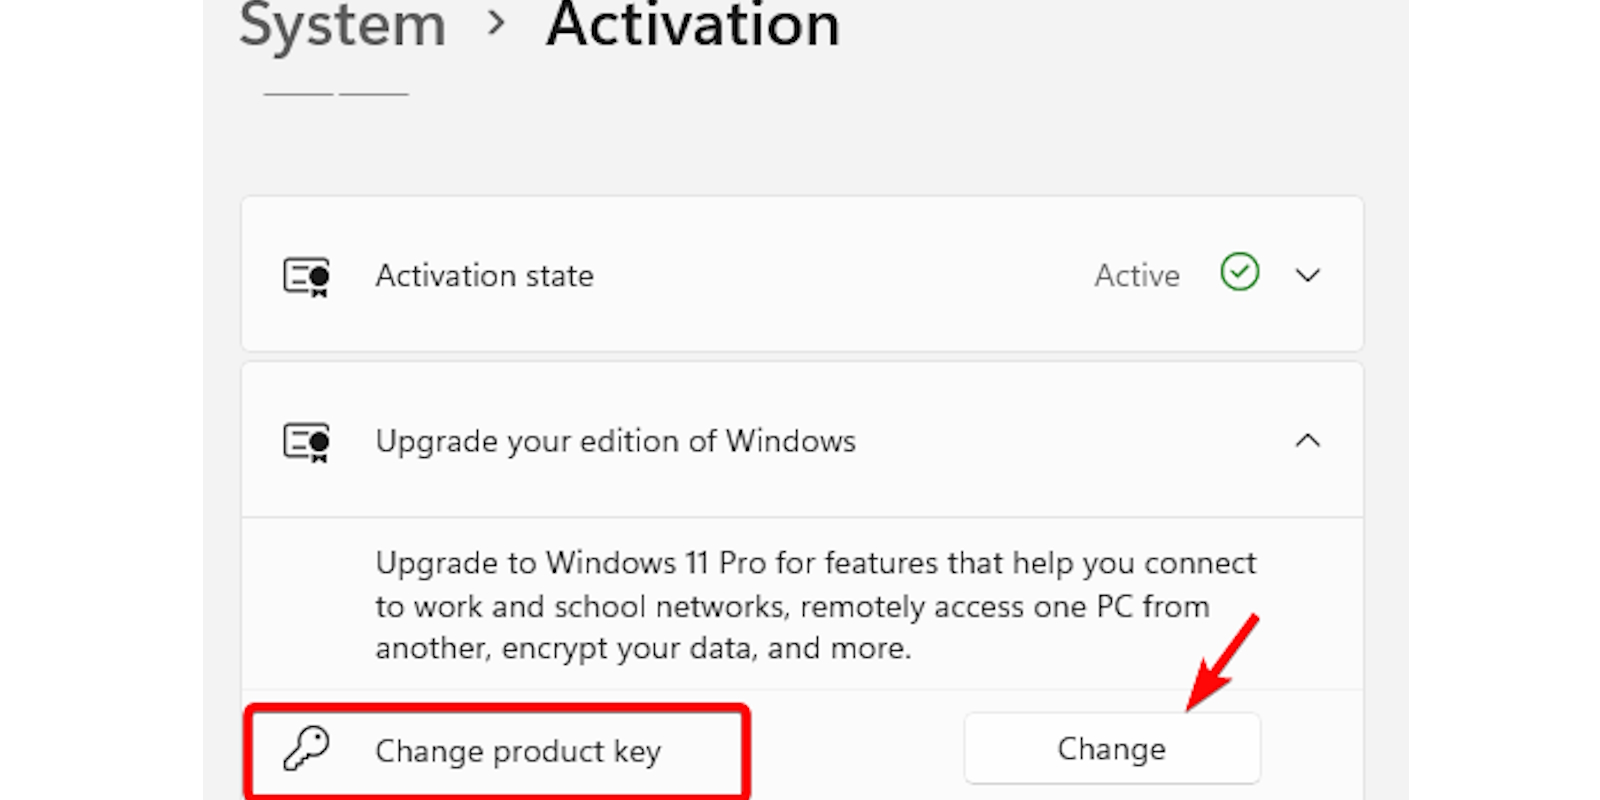 System > Activation
Activation state
Active
Upgrade your edition of Windows
Upgrade to Windows 11 Pro for features that help you connect
to work and school networks, remotely access one PC from
another, encrypt your data, and more.
Change product key
Change